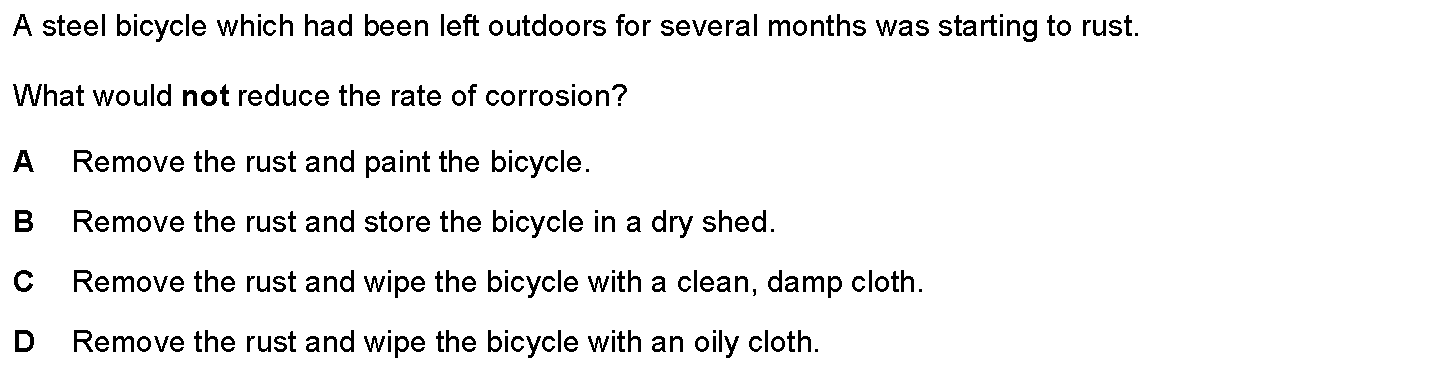 A steel bicycle which had been left outdoors for several months was starting to rust.
What would not reduce the rate of corrosion?
A Remove the rust and paint the bicycle.
B Remove the rust and store the bicycle in a dry shed.
C Remove the rust and wipe the bicycle with a clean, damp cloth.
D Remove the rust and wipe the bicycle with an oily cloth.